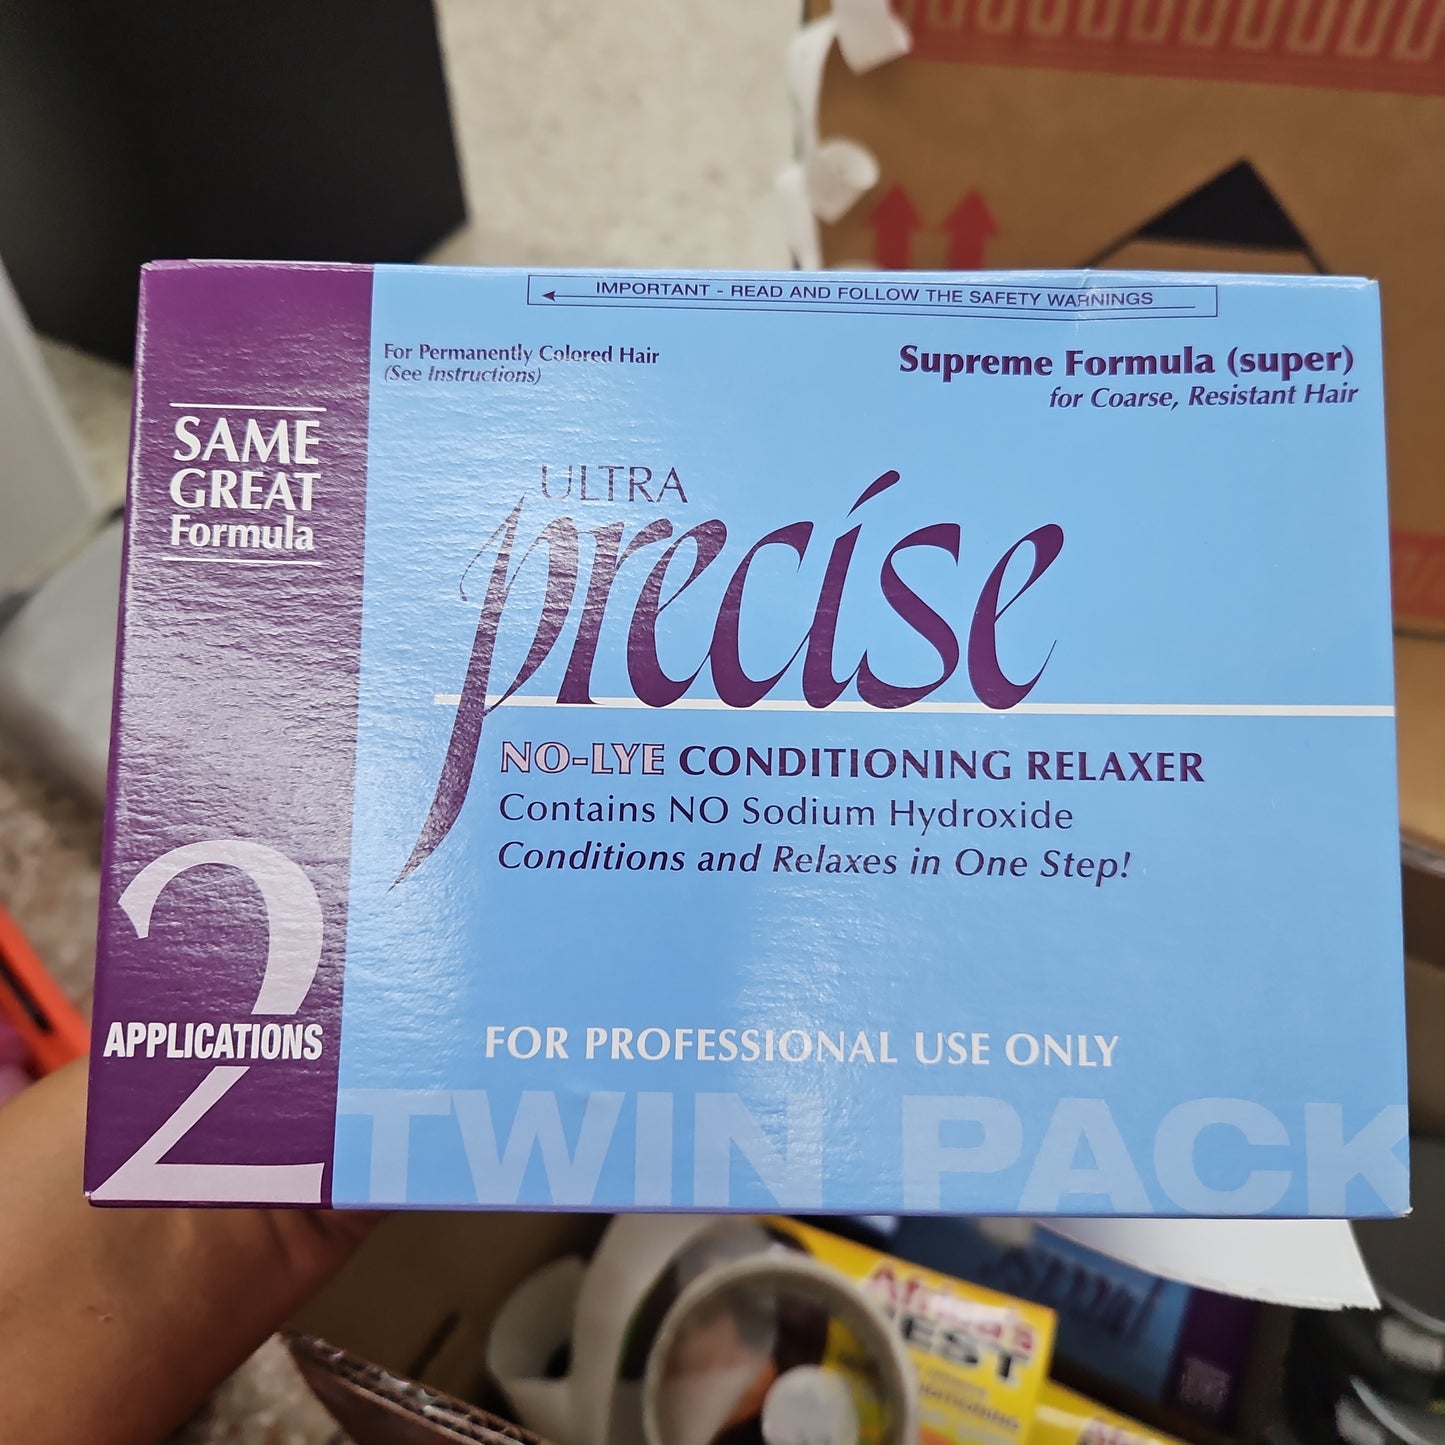 IMPORTANT - READ AND FOLLOW THE SAFETY WARNINGS
For Permanently Colored Hair
(See Instructions)
Supreme Formula (super)
for Coarse, Resistant Hair
SAME
GREAT
Formula
ULTRA
precise
NO-LYE CONDITIONING RELAXER
Contains NO Sodium Hydroxide
Conditions and Relaxes in One Step!
2
APPLICATIONS
FOR PROFESSIONAL USE ONLY
TWIN PACK
Africa's
BEST